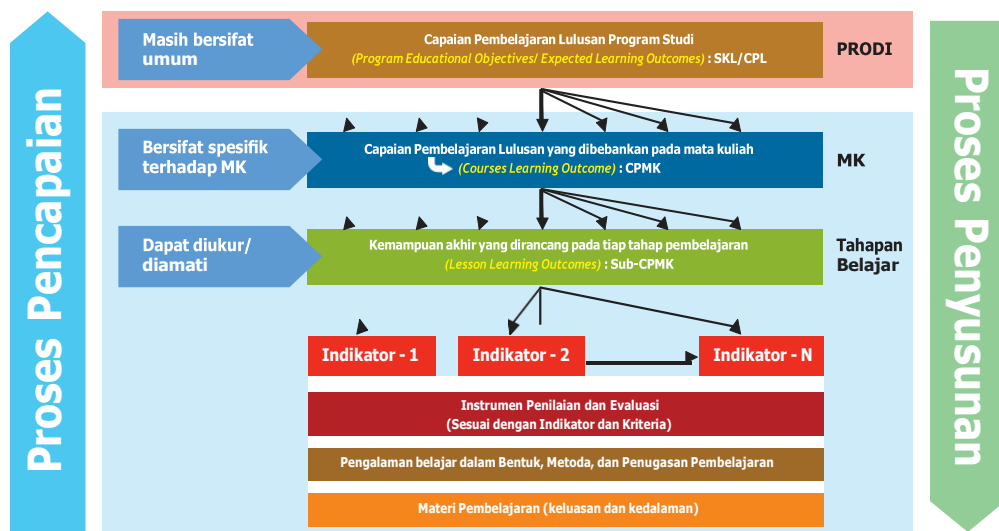 Proses Pencapaian
Masih bersifat
umum
Capaian Pembelajaran Lulusan Program Studi
(Program Educational Objectives/ Expected Learning Outcomes) : SKL/CPL
PRODI
Bersifat spesifik
terhadap MK
Capaian Pembelajaran Lulusan yang dibebankan pada mata kuliah
(Courses Learning Outcome) : CPMK
MK
Dapat diukur/
diamati
Kemampuan akhir yang dirancang pada tiap tahap pembelajaran
(Lesson Learning Outcomes) : Sub-CPMK
Tahapan
Belajar
Indikator - 1
Indikator - 2
Indikator - N
Instrumen Penilaian dan Evaluasi
(Sesuai dengan Indikator dan Kriteria)
Pengalaman belajar dalam Bentuk, Metoda, dan Penugasan Pembelajaran
Materi Pembelajaran (keluasan dan kedalaman)
Proses Penyusunan